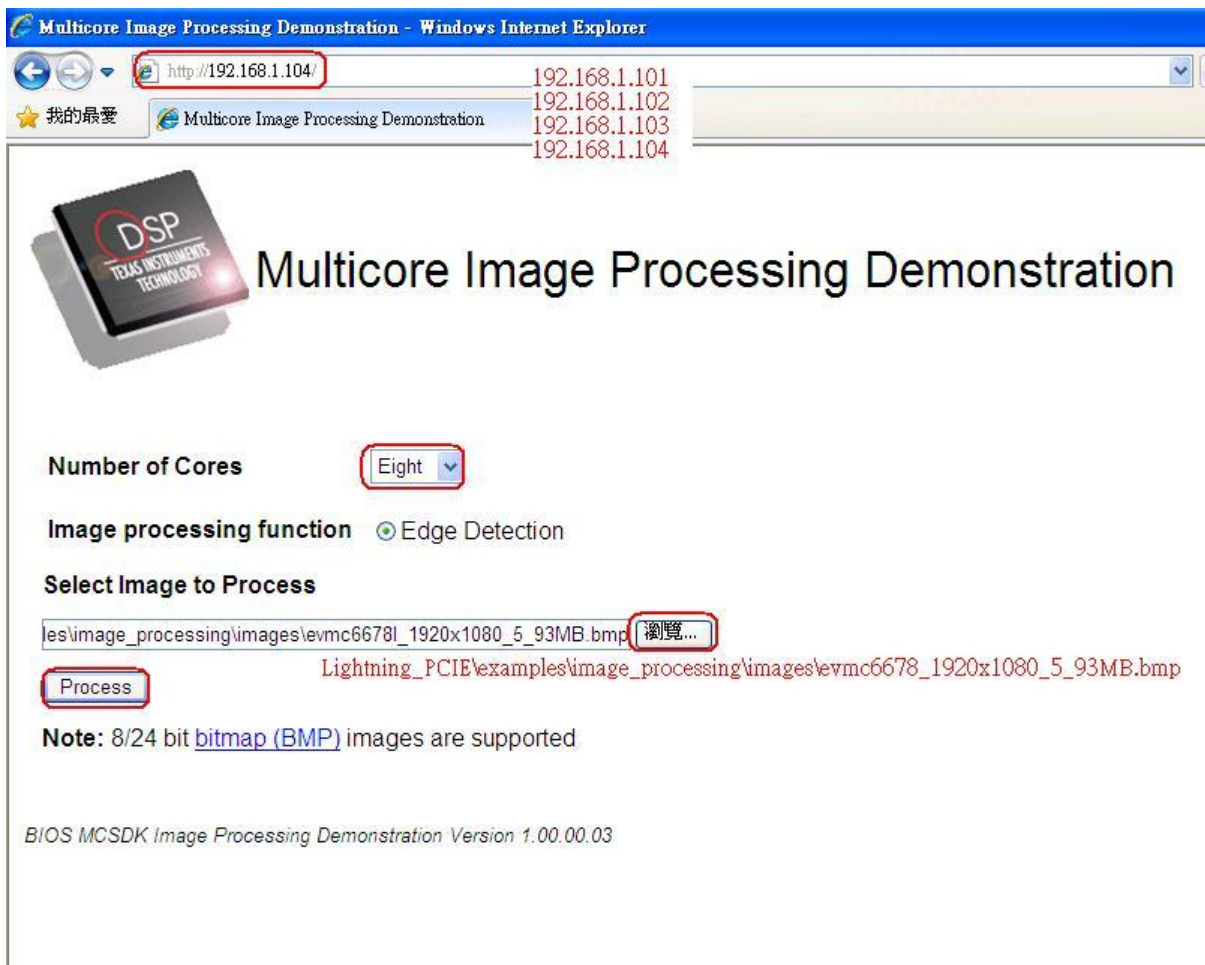 Multicore Image Processing Demonstration - Windows Internet Explorer
http://192.168.1.104/
192.168.1.101
192.168.1.102
192.168.1.103
192.168.1.104
我的最愛
Multicore Image Processing Demonstration
DSP
TEXAS INSTRUMENTS
TECHNOLOGY
Multicore Image Processing Demonstration
Number of Cores Eight
Image processing function Edge Detection
Select Image to Process
les\image_processing\images\evmc6678l_1920x1080_5_93MB.bmp 瀏覽...
Lightning_PCIE\examples\image_processing\images\evmc6678_1920x1080_5_93MB.bmp
Process
Note: 8/24 bit bitmap (BMP) images are supported
BIOS MCSDK Image Processing Demonstration Version 1.00.00.03